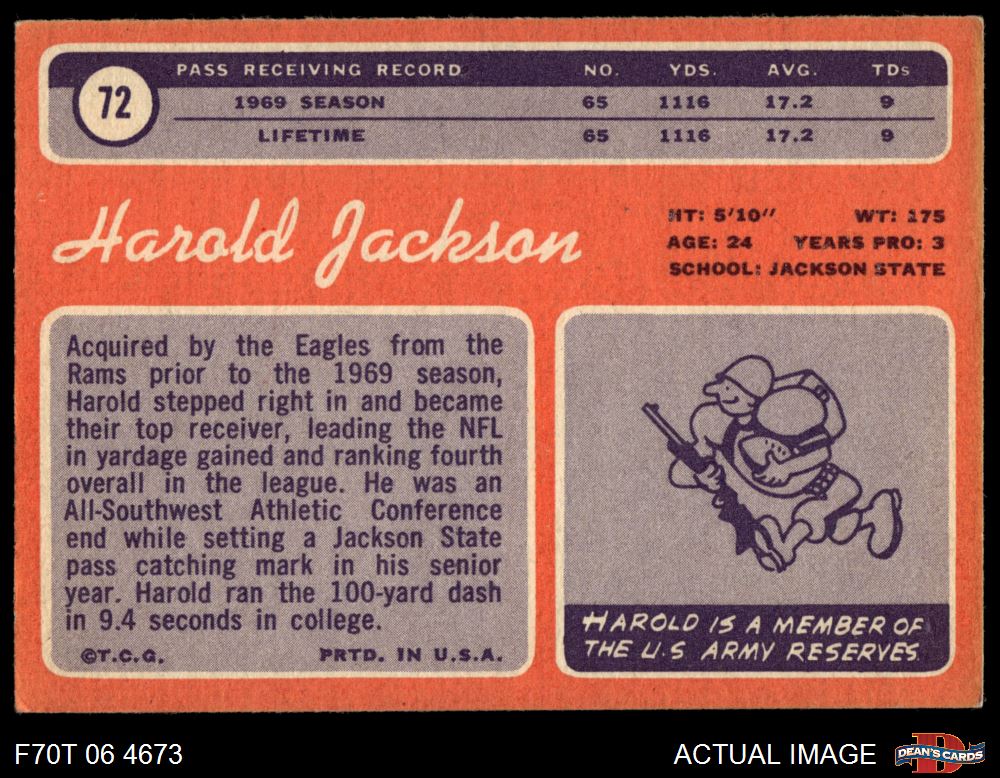 72
PASS RECEIVING RECORD NO. YDS. AVG. TDs
1969 SEASON 65 1116 17.2 9
LIFETIME 65 1116 17.2 9
Harold Jackson
HT: 5'10" WT: 175
AGE: 24 YEARS PRO: 3
SCHOOL: JACKSON STATE
Acquired by the Eagles from the
Rams prior to the 1969 season,
Harold stepped right in and became
their top receiver, leading the NFL
in yardage gained and ranking fourth
overall in the league. He was an
All-Southwest Athletic Conference
end while setting a Jackson State
pass catching mark in his senior
year. Harold ran the 100-yard dash
in 9.4 seconds in college.
©T.C.G. PRTD. IN U.S.A.
HAROLD IS A MEMBER OF
THE U.S ARMY RESERVES.
F70T 06 4673
ACTUAL IMAGE
DEAN'S CARDS